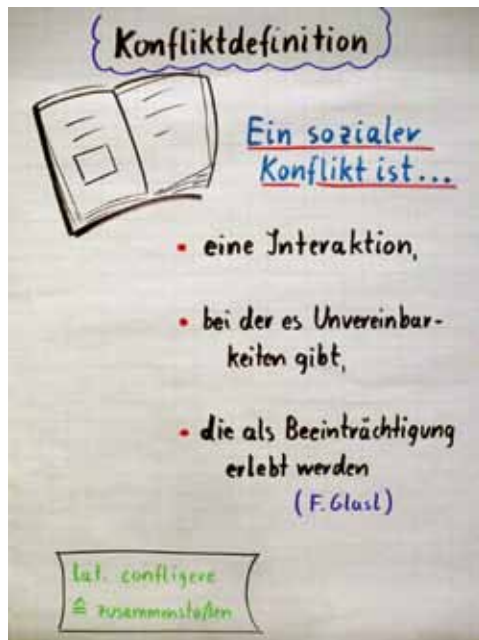 Konfliktdefinition
Ein sozialer
Konflikt ist...
• eine Interaktion,
• bei der es Unvereinbar-
keiten gibt,
• die als Beeinträchtigung
erlebt werden
(F. Glasl)
lat. confligere
≙ zusammenstoßen